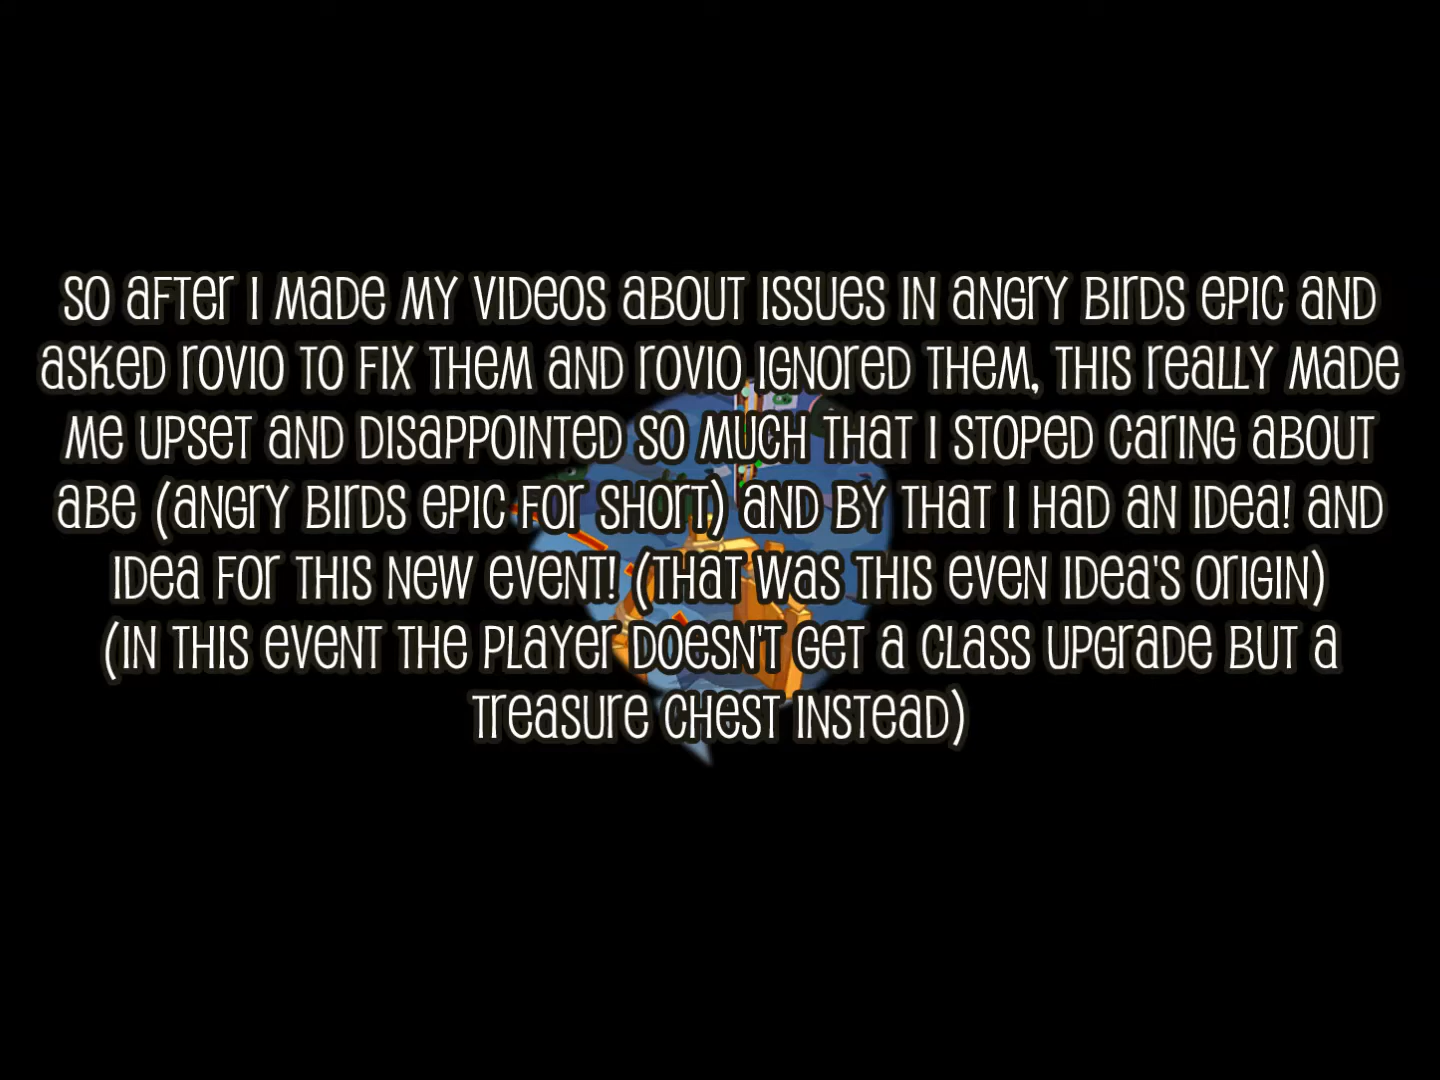 So after I made my videos about issues in Angry Birds Epic and
asked Rovio to fix them and Rovio ignored them, this really made
me upset and disappointed so much that I stoped caring about
ABE (Angry Birds Epic for short) and by that I had an idea! And
idea for this new event! (That was this even idea's origin)
(In this event the player doesn't get a class upgrade but a
treasure chest instead)